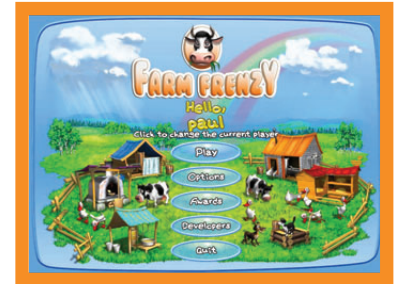 FARM FRENZY
Hello,
paul
Click to change the current player
Play
Options
Awards
Developers
Quit